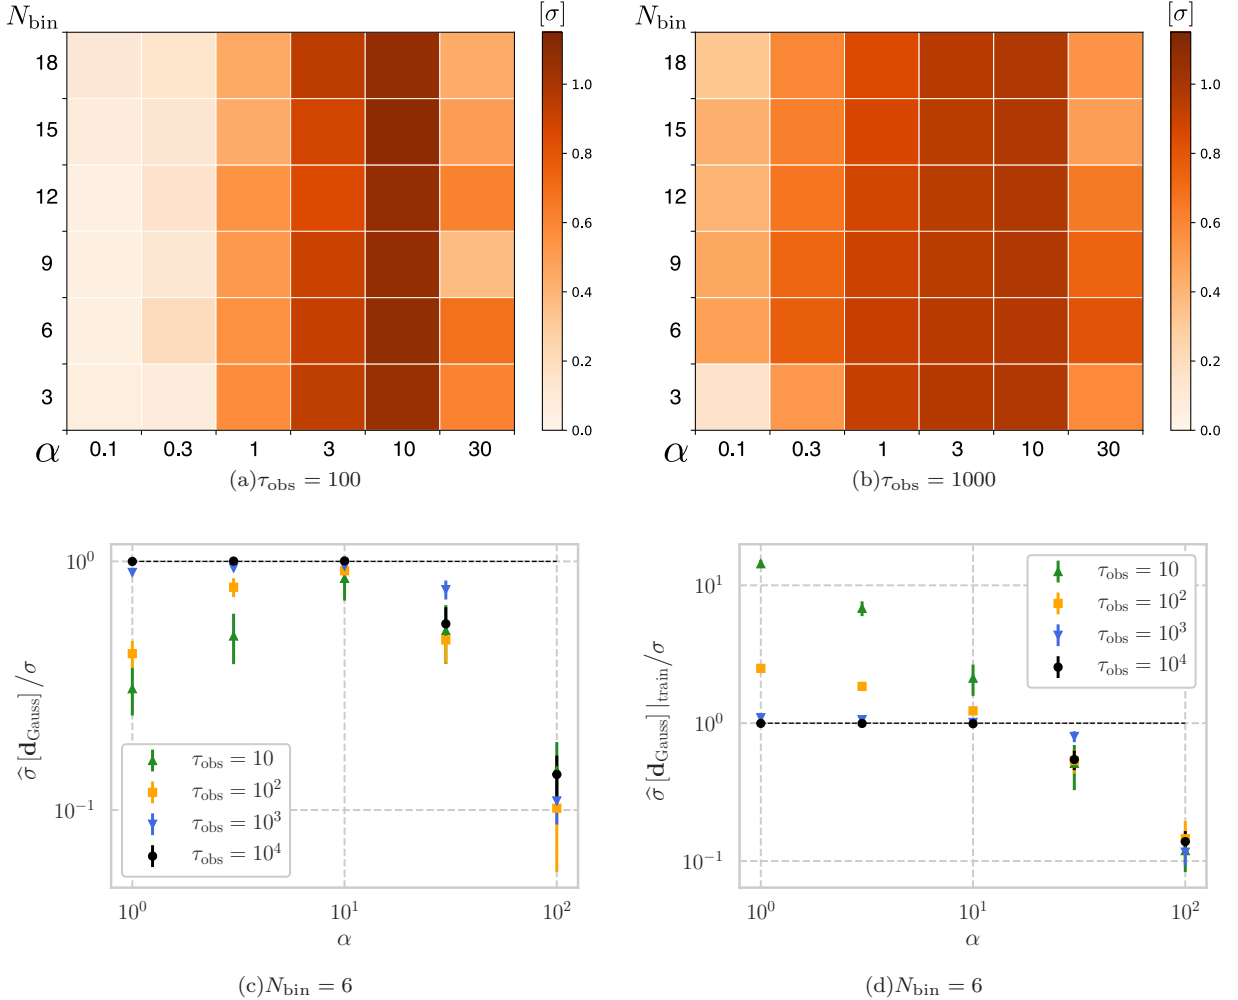 N_bin [σ]
18
15
12
9
6
3
α 0.1 0.3 1 3 10 30
1.0
0.8
0.6
0.4
0.2
0.0
(a)τ_obs = 100
N_bin [σ]
18
15
12
9
6
3
α 0.1 0.3 1 3 10 30
1.0
0.8
0.6
0.4
0.2
0.0
(b)τ_obs = 1000
σ̂ [d_Gauss] /σ
10^0
10^−1
τ_obs = 10
τ_obs = 10^2
τ_obs = 10^3
τ_obs = 10^4
10^0 10^1 10^2
α
(c)N_bin = 6
σ̂ [d_Gauss] |_train/σ
10^1
10^0
10^−1
τ_obs = 10
τ_obs = 10^2
τ_obs = 10^3
τ_obs = 10^4
10^0 10^1 10^2
α
(d)N_bin = 6